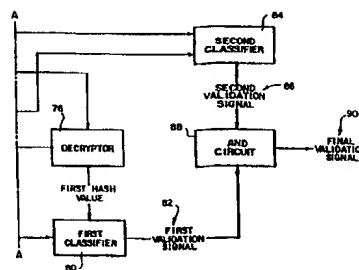 A
84
SECOND
CLASSIFIER
SECOND
VALIDATION
SIGNAL
86
76
DECRYPTOR
88
AND
CIRCUIT
90
FINAL
VALIDATION
SIGNAL
FIRST HASH
VALUE
82
FIRST
CLASSIFIER
FIRST
VALIDATION
SIGNAL
A
80